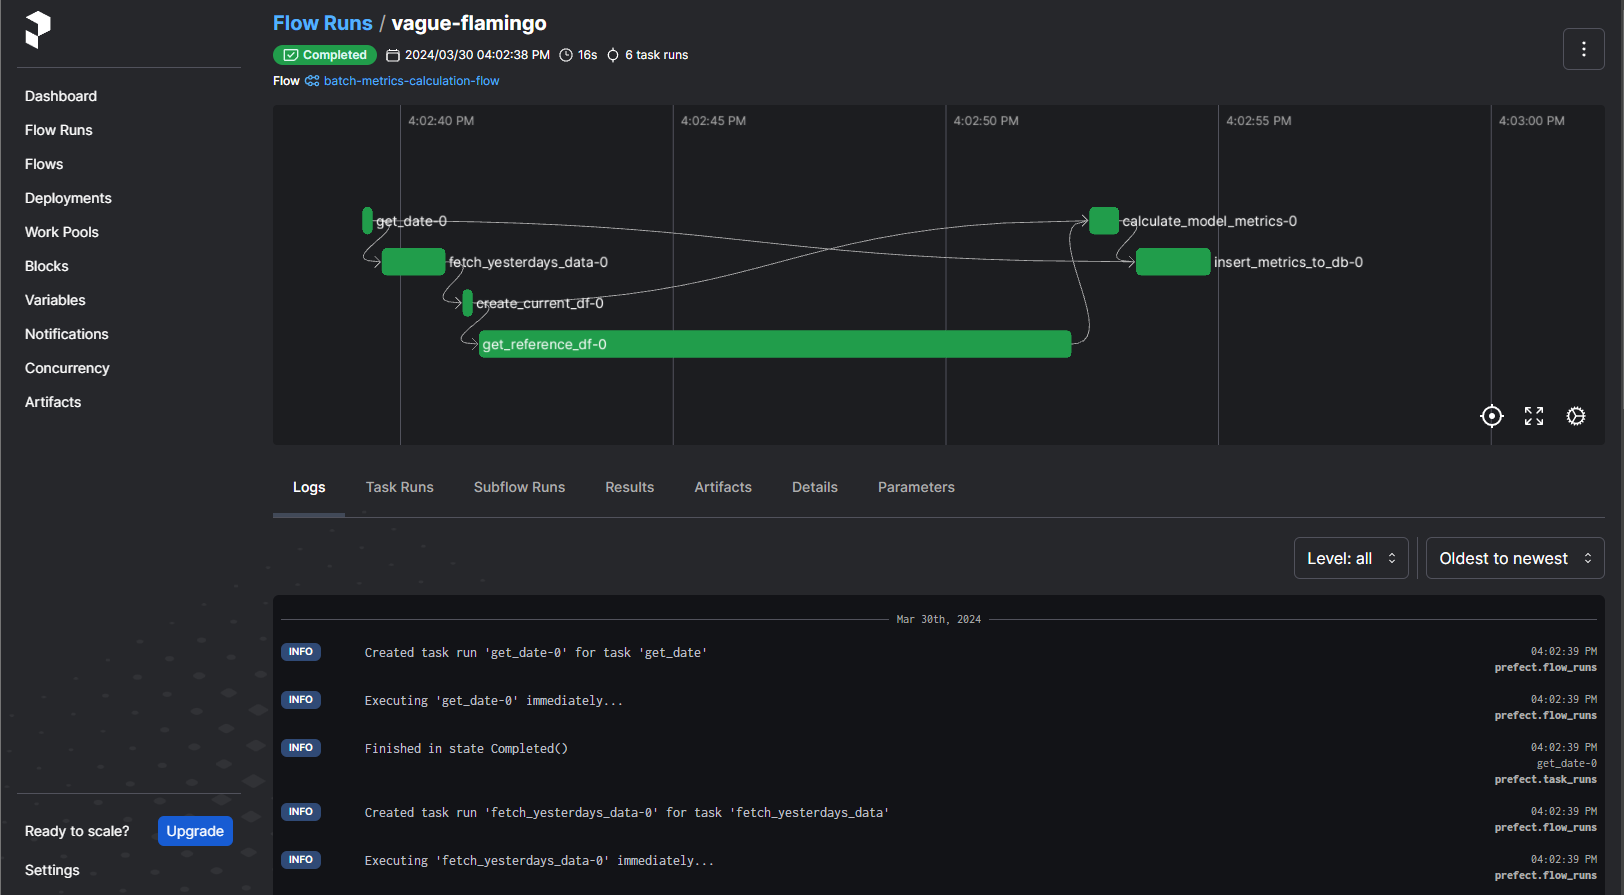 Flow Runs / vague-flamingo
Completed 2024/03/30 04:02:38 PM 16s 6 task runs
Flow batch-metrics-calculation-flow
Dashboard
Flow Runs
Flows
Deployments
Work Pools
Blocks
Variables
Notifications
Concurrency
Artifacts
Ready to scale? Upgrade
Settings
4:02:40 PM 4:02:45 PM 4:02:50 PM 4:02:55 PM 4:03:00 PM
get_date-0 calculate_model_metrics-0
fetch_yesterdays_data-0 insert_metrics_to_db-0
create_current_df-0
get_reference_df-0
Logs Task Runs Subflow Runs Results Artifacts Details Parameters
Level: all Oldest to newest
Mar 30th, 2024
INFO Created task run 'get_date-0' for task 'get_date' 04:02:39 PM
prefect.flow_runs
INFO Executing 'get_date-0' immediately... 04:02:39 PM
prefect.flow_runs
INFO Finished in state Completed() 04:02:39 PM
get_date-0
prefect.task_runs
INFO Created task run 'fetch_yesterdays_data-0' for task 'fetch_yesterdays_data' 04:02:39 PM
prefect.flow_runs
INFO Executing 'fetch_yesterdays_data-0' immediately... 04:02:39 PM
prefect.flow_runs